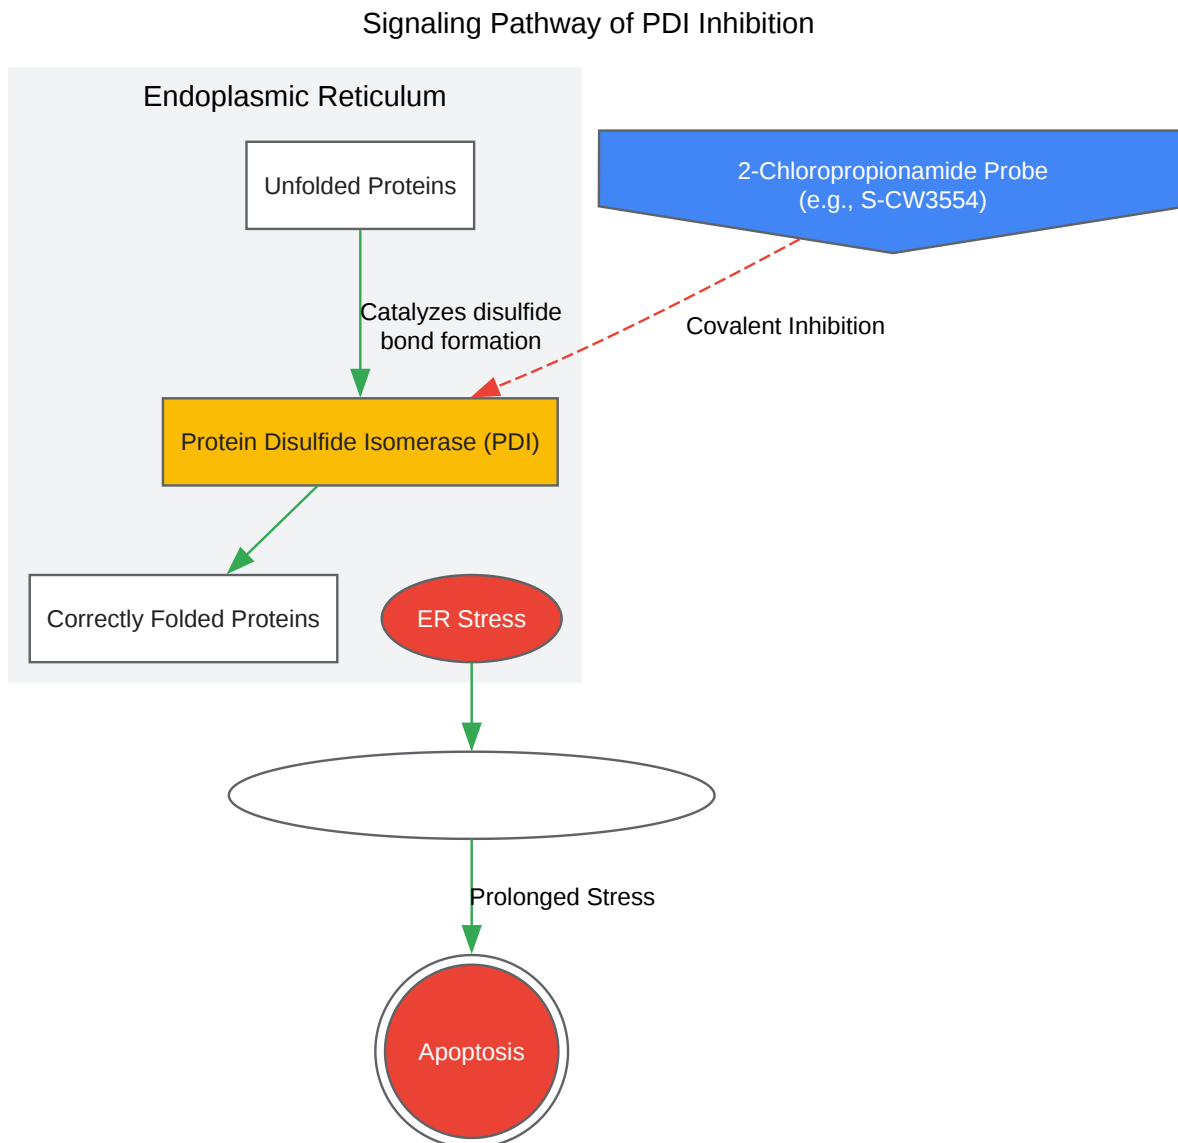 Signaling Pathway of PDI Inhibition
Endoplasmic Reticulum
Unfolded Proteins
2-Chloropropionamide Probe
(e.g., S-CW3554)
Catalyzes disulfide
bond formation
Covalent Inhibition
Protein Disulfide Isomerase (PDI)
Correctly Folded Proteins
ER Stress
Prolonged Stress
Apoptosis